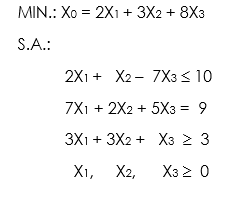 MIN.: X0 = 2X1 + 3X2 + 8X3
S.A.:
2X1 + X2 – 7X3 ≤ 10
7X1 + 2X2 + 5X3 = 9
3X1 + 3X2 + X3 ≥ 3
X1, X2, X3 ≥ 0